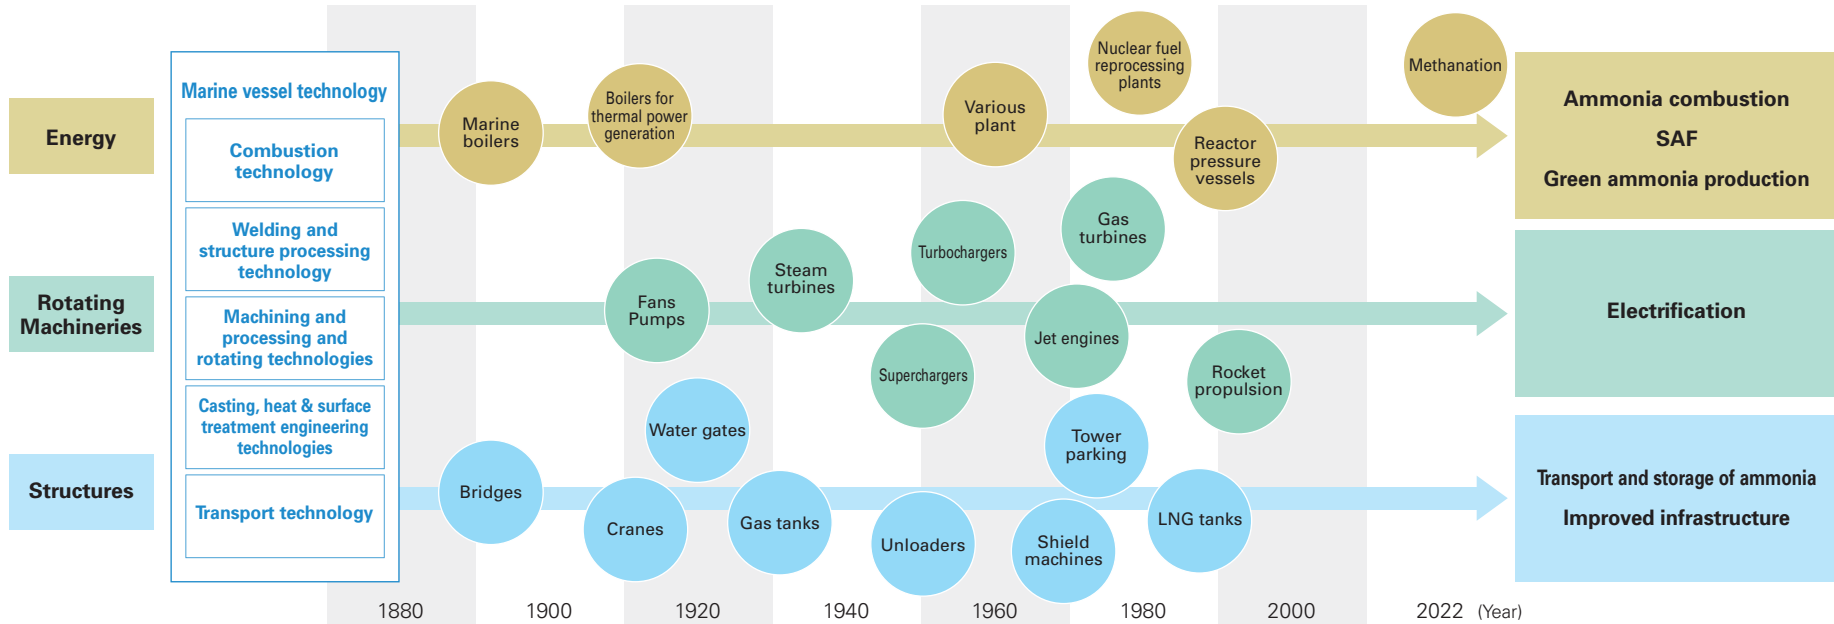 Energy
Rotating
Machineries
Structures
Marine vessel technology
Combustion
technology
Welding and
structure processing
technology
Machining and
processing and
rotating technologies
Casting, heat & surface
treatment engineering
technologies
Transport technology
Marine
boilers
Boilers for
thermal power
generation
Various
plant
Nuclear fuel
reprocessing
plants
Reactor
pressure
vessels
Methanation
Fans
Pumps
Steam
turbines
Turbochargers
Superchargers
Gas
turbines
Jet engines
Rocket
propulsion
Bridges
Cranes
Water gates
Gas tanks
Unloaders
Shield
machines
Tower
parking
LNG tanks
Ammonia combustion
SAF
Green ammonia production
Electrification
Transport and storage of ammonia
Improved infrastructure
1880 1900 1920 1940 1960 1980 2000 2022 (Year)